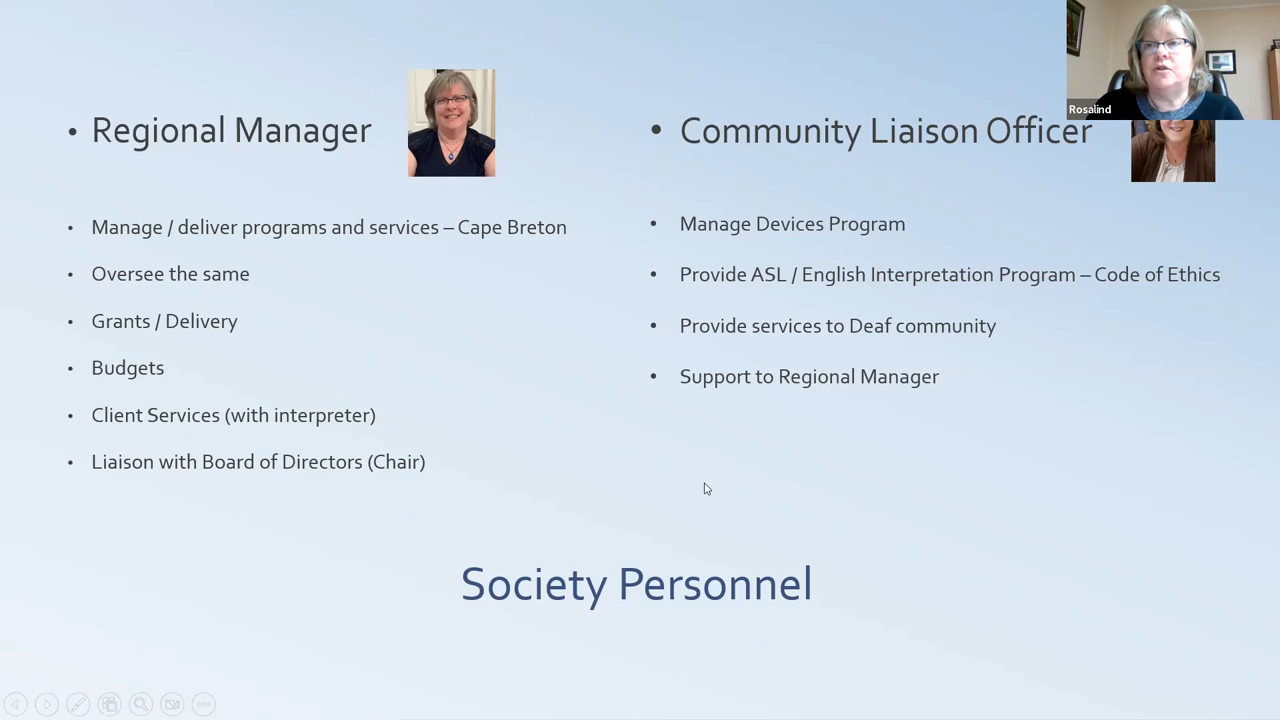 Rosalind
• Regional Manager
• Manage / deliver programs and services – Cape Breton
• Oversee the same
• Grants / Delivery
• Budgets
• Client Services (with interpreter)
• Liaison with Board of Directors (Chair)
• Community Liaison Officer
• Manage Devices Program
• Provide ASL / English Interpretation Program – Code of Ethics
• Provide services to Deaf community
• Support to Regional Manager
Society Personnel